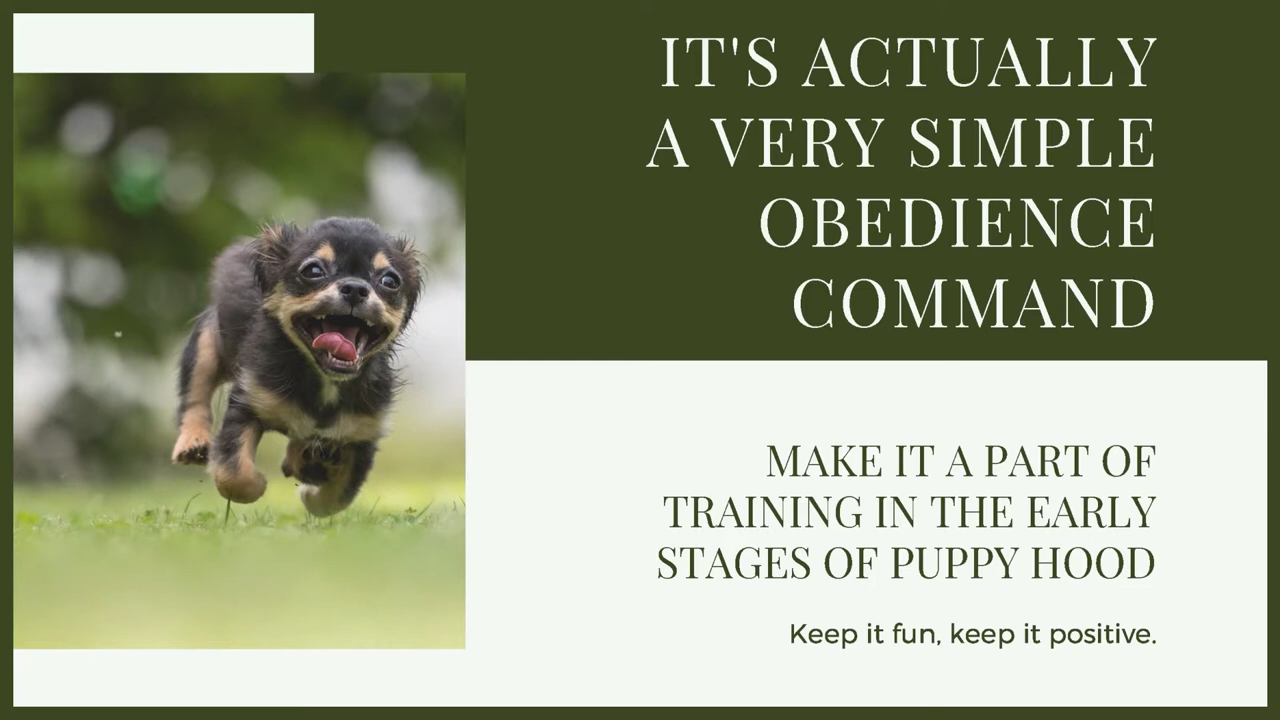 IT'S ACTUALLY
A VERY SIMPLE
OBEDIENCE
COMMAND
MAKE IT A PART OF
TRAINING IN THE EARLY
STAGES OF PUPPY HOOD
Keep it fun, keep it positive.